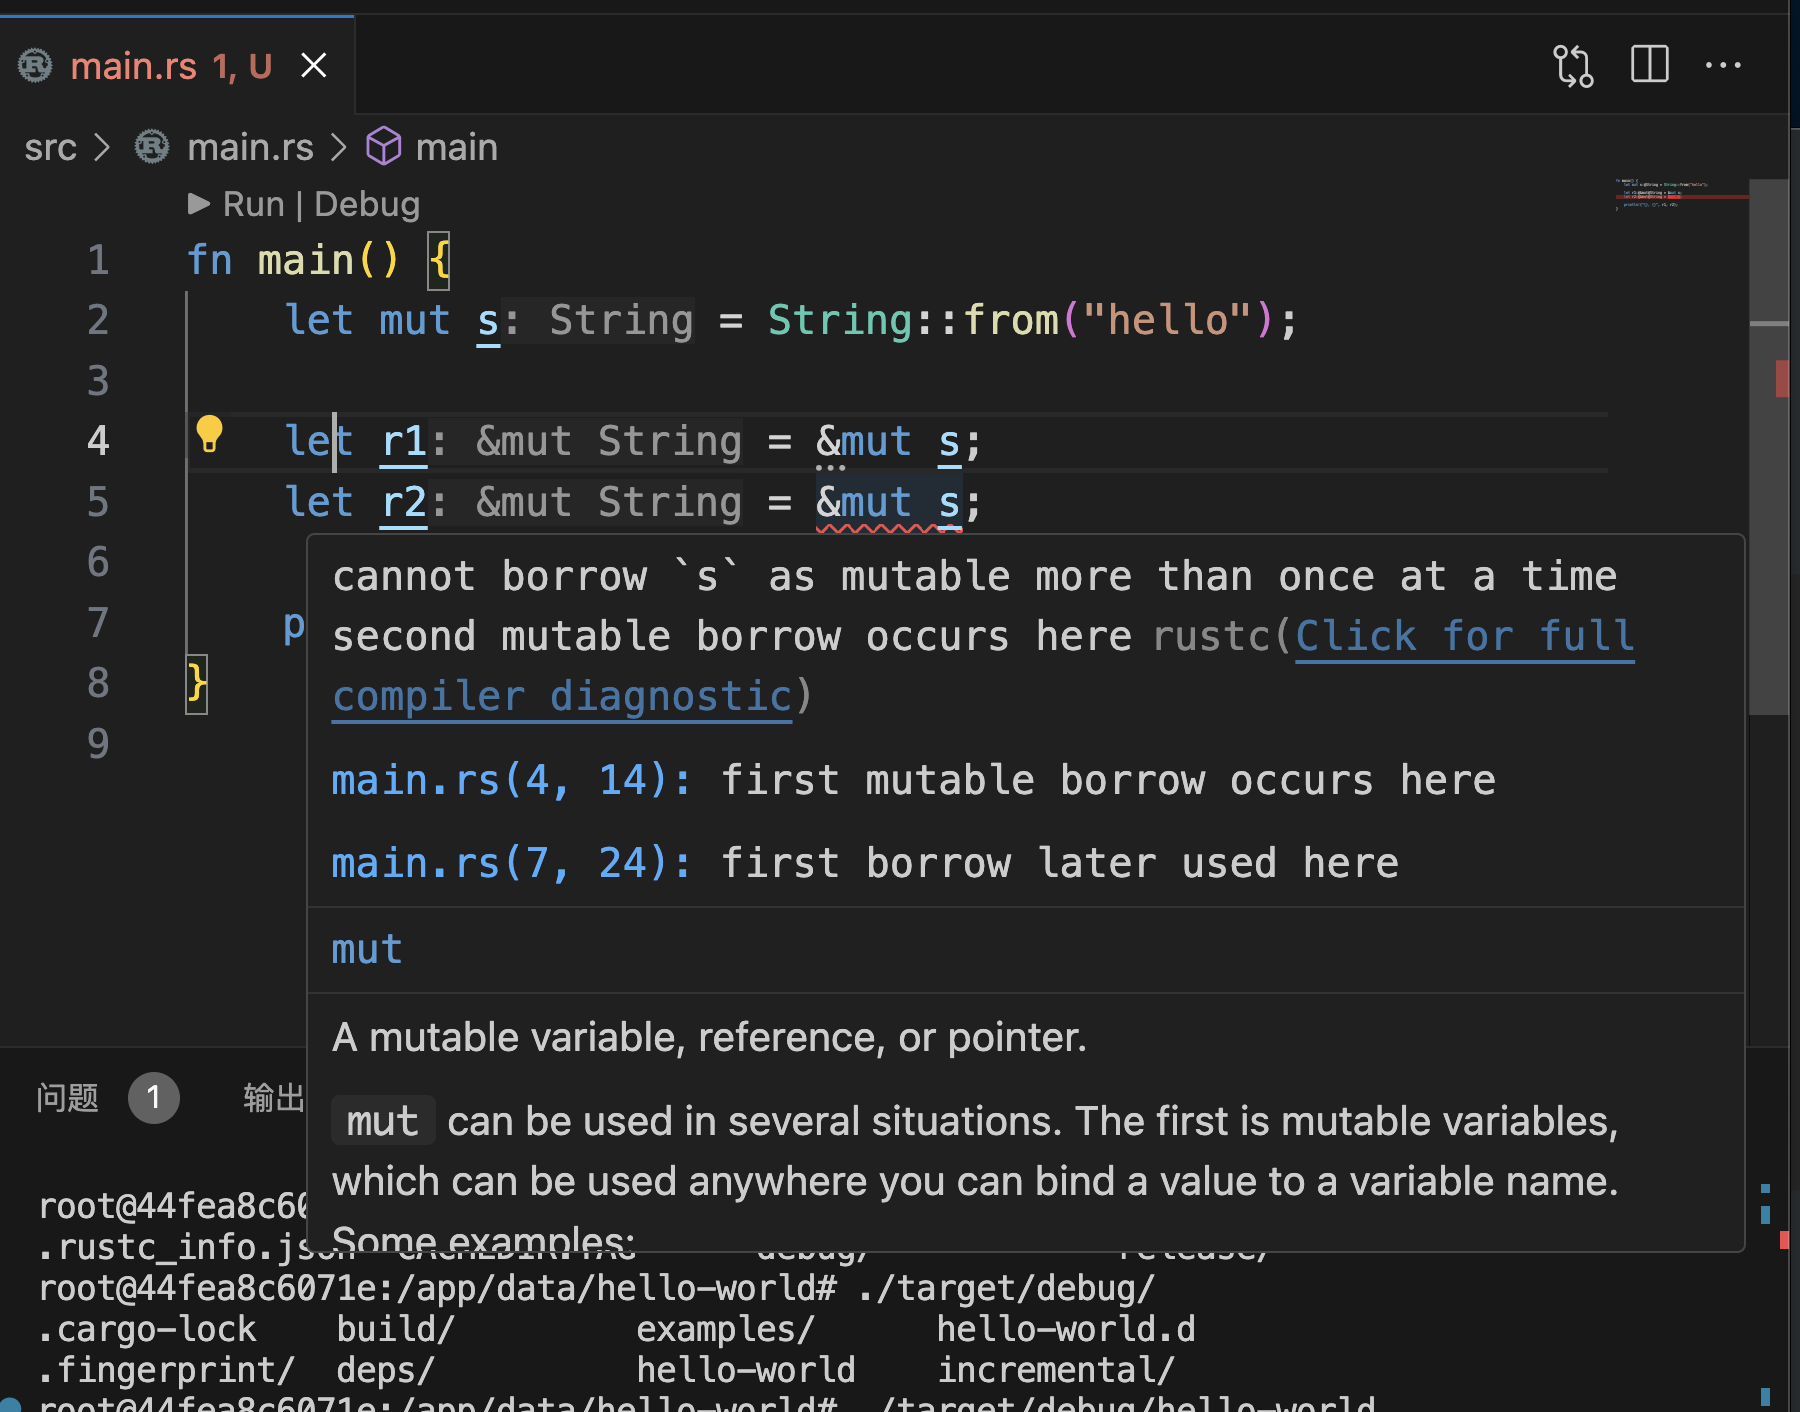 main.rs 1, U
src > main.rs > main
Run | Debug
1 fn main() {
2 let mut s: String = String::from("hello");
3
4 let r1: &mut String = &mut s;
5 let r2: &mut String = &mut s;
6
7 p
8 }
9
cannot borrow `s` as mutable more than once at a time
second mutable borrow occurs here rustc(Click for full
compiler diagnostic)
main.rs(4, 14): first mutable borrow occurs here
main.rs(7, 24): first borrow later used here
mut
A mutable variable, reference, or pointer.
mut can be used in several situations. The first is mutable variables,
which can be used anywhere you can bind a value to a variable name.
Some examples:
问题 1 输出
root@44fea8c60
.rustc_info.json CACHEDIR.TAG debug/ release/
root@44fea8c6071e:/app/data/hello-world# ./target/debug/
.cargo-lock build/ examples/ hello-world.d
.fingerprint/ deps/ hello-world incremental/
root@44fea8c6071e:/app/data/hello-world# ./target/debug/hello-world